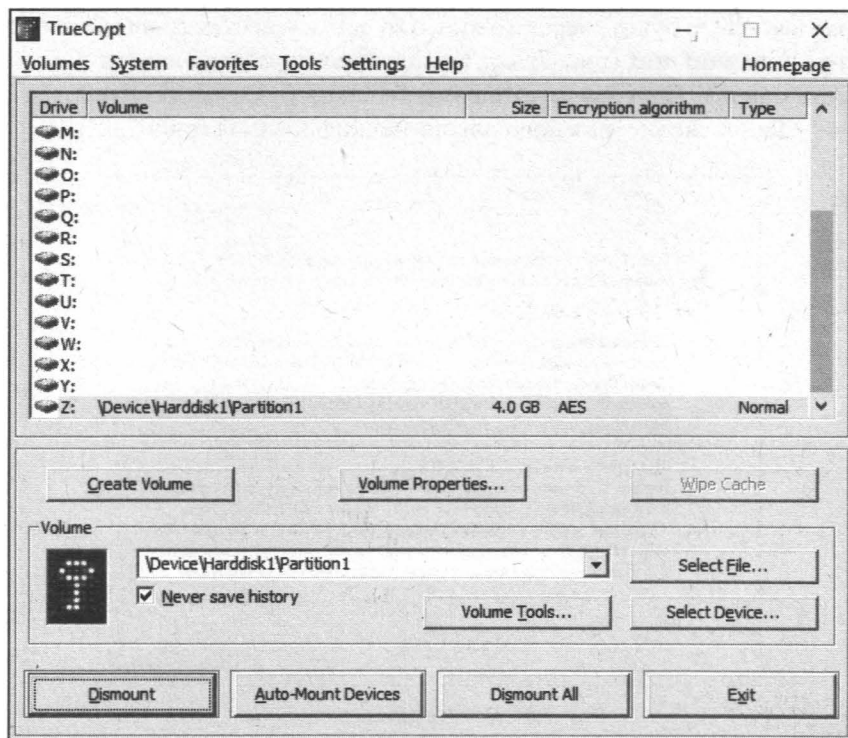 TrueCrypt
Volumes System Favorites Tools Settings Help Homepage
Drive Volume Size Encryption algorithm Type
M:
N:
O:
P:
Q:
R:
S:
T:
U:
V:
W:
X:
Y:
Z: \Device\Harddisk1\Partition1 4.0 GB AES Normal
Create Volume Volume Properties... Wipe Cache
Volume
\Device\Harddisk1\Partition1 Select File...
Never save history
Volume Tools... Select Device...
Dismount Auto-Mount Devices Dismount All Exit